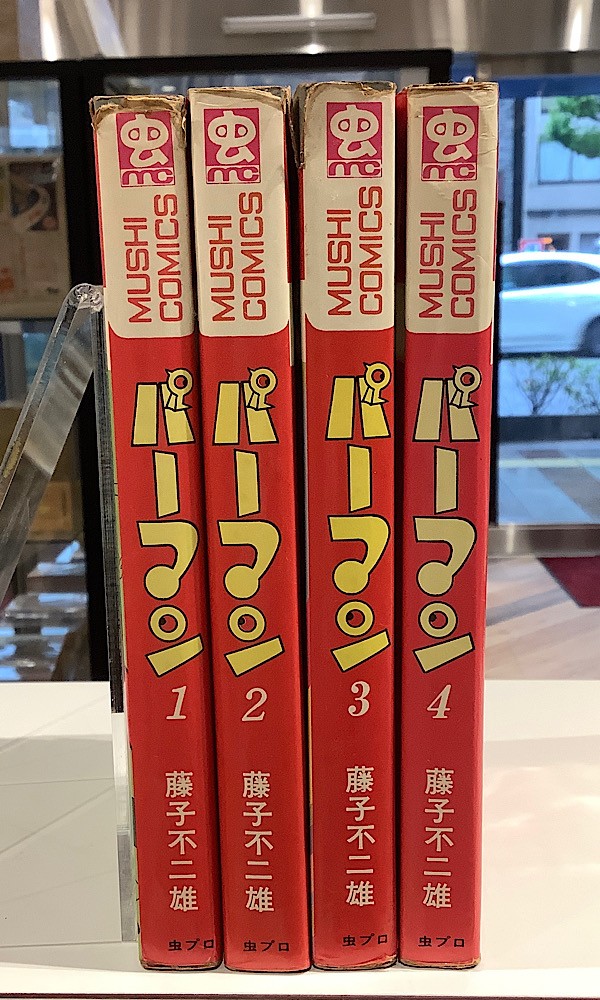 虫
mc
MUSHI
COMICS
パーマン
1
藤子不二雄
虫プロ
虫
mc
MUSHI
COMICS
パーマン
2
藤子不二雄
虫プロ
虫
mc
MUSHI
COMICS
パーマン
3
藤子不二雄
虫プロ
虫
mc
MUSHI
COMICS
パーマン
4
藤子不二雄
虫プロ